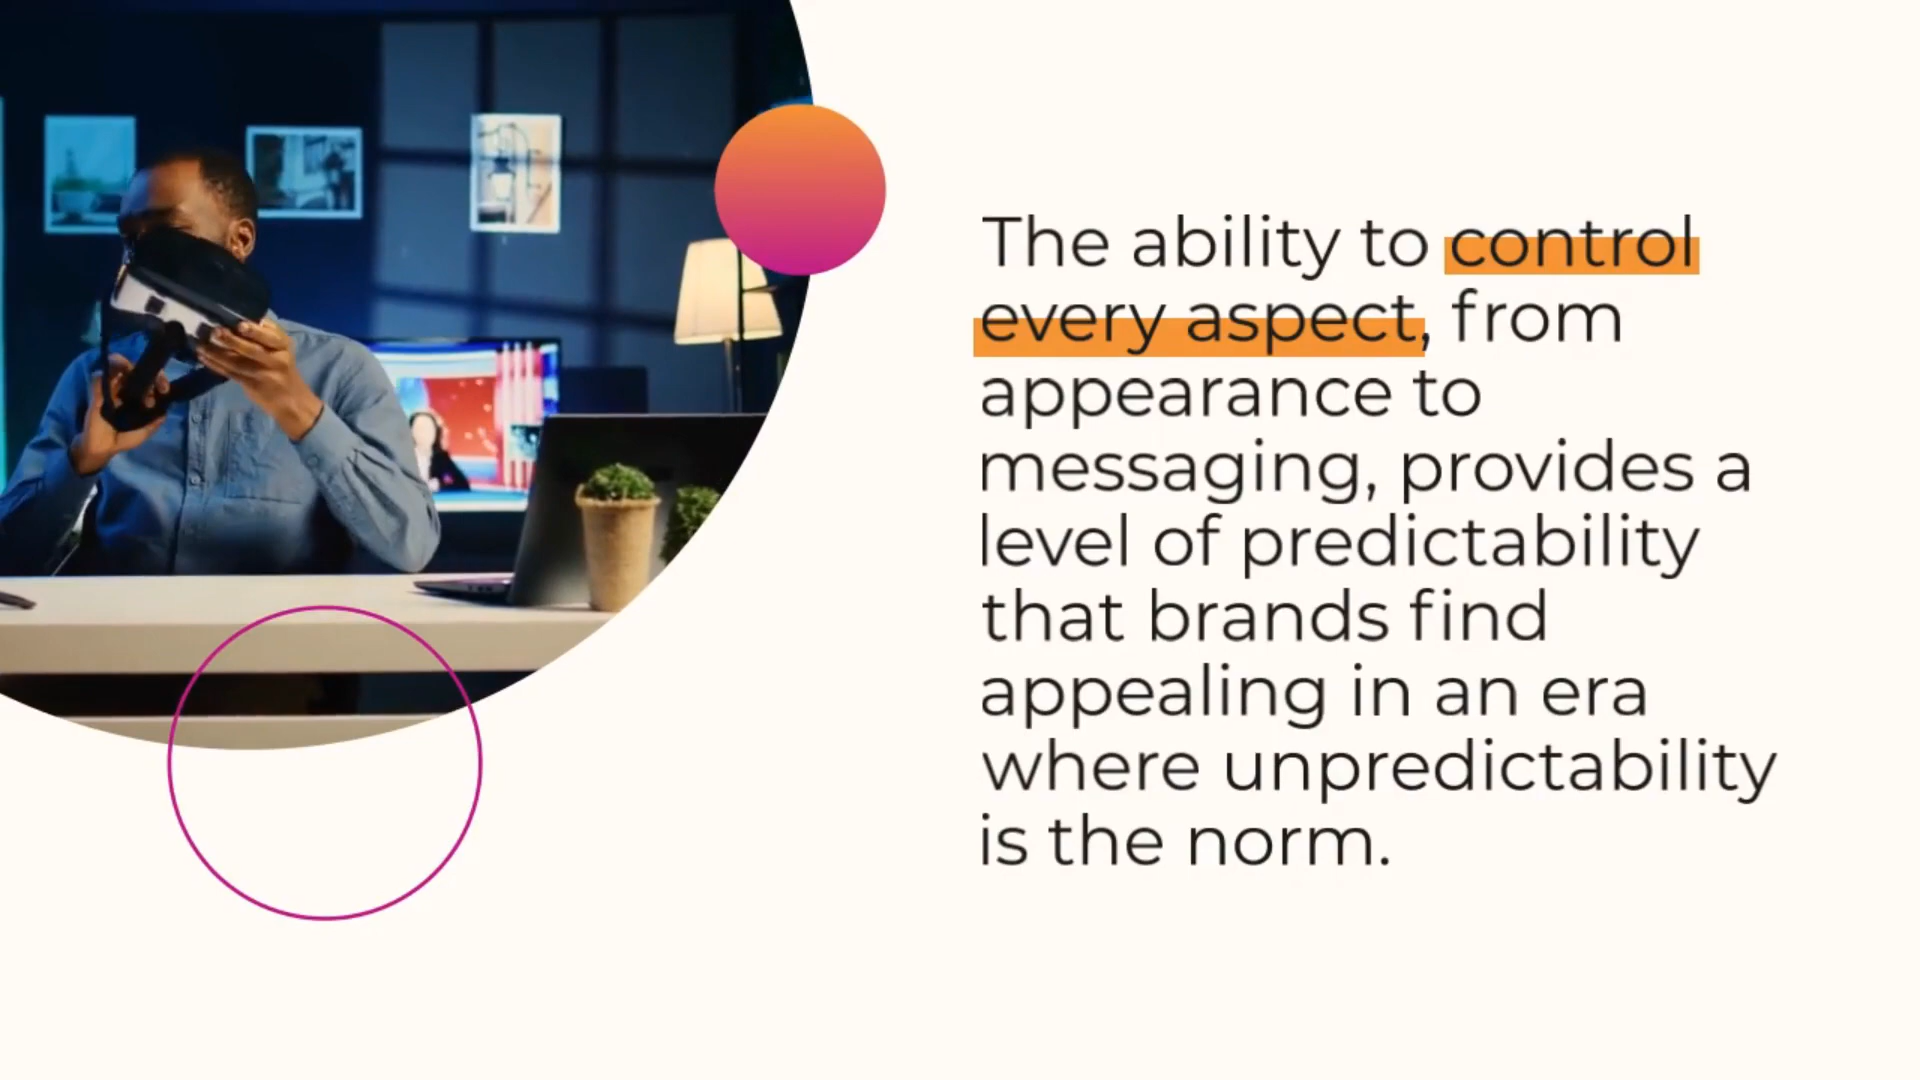 The ability to control
every aspect, from
appearance to
messaging, provides a
level of predictability
that brands find
appealing in an era
where unpredictability
is the norm.